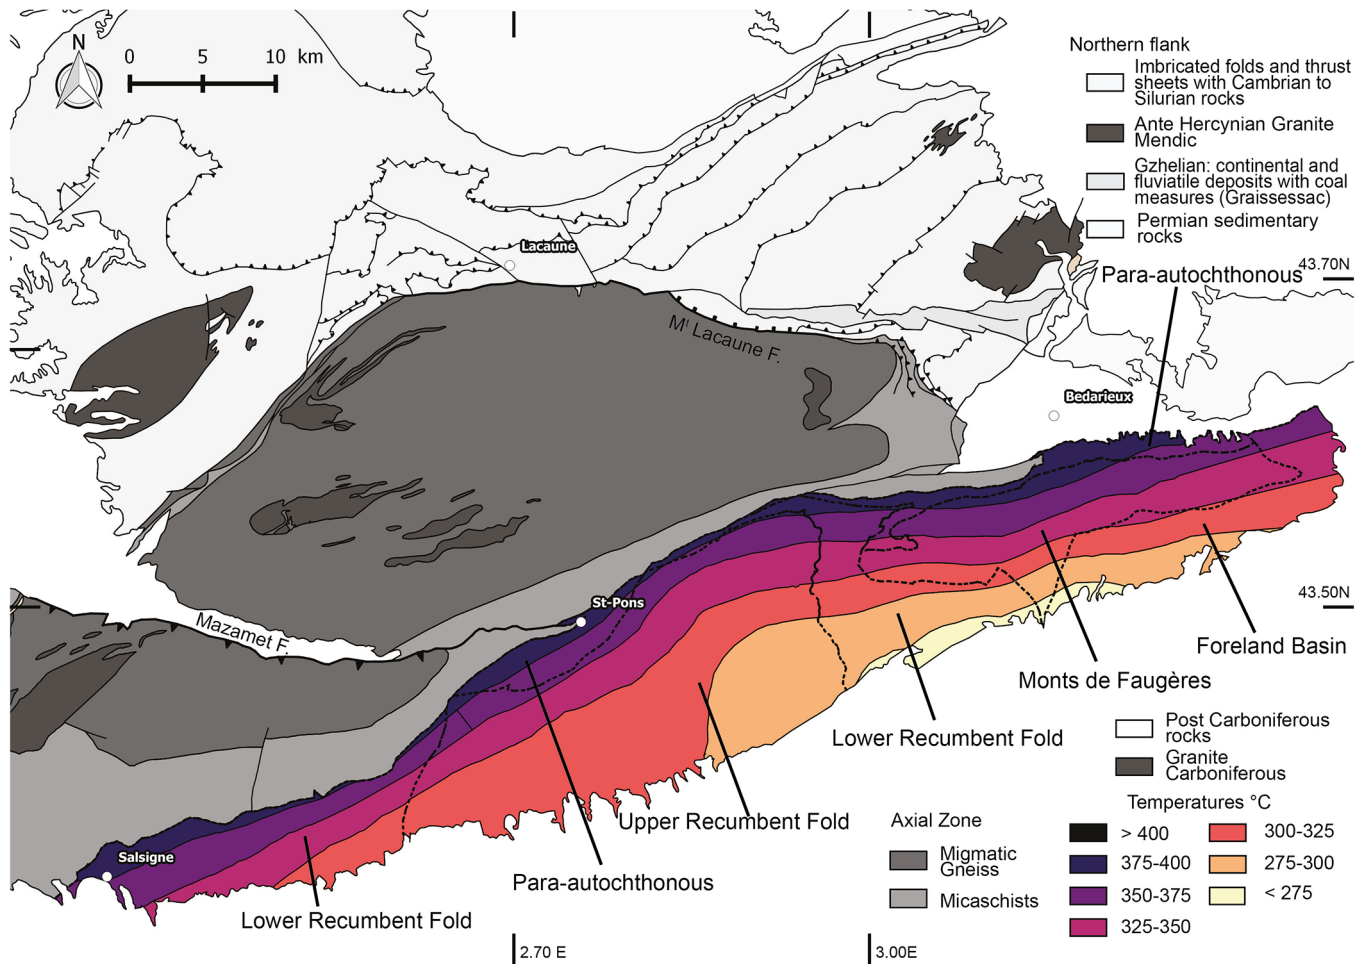 N
0 5 10 km
Northern flank
Imbricated folds and thrust
sheets with Cambrian to
Silurian rocks
Ante Hercynian Granite
Mendic
Gzhelian: continental and
fluviatile deposits with coal
measures (Graissessac)
Permian sedimentary
rocks
Lacaune
43.70N
Para-autochthonous
Mt Lacaune F.
Bedarieux
St-Pons
43.50N
Mazamet F.
Foreland Basin
Monts de Faugères
Lower Recumbent Fold
Post Carboniferous
rocks
Granite
Carboniferous
Upper Recumbent Fold
Salsigne
Para-autochthonous
Lower Recumbent Fold
Axial Zone
Migmatic
Gneiss
Micaschists
Temperatures °C
> 400
375-400
350-375
325-350
300-325
275-300
< 275
2.70 E
3.00E